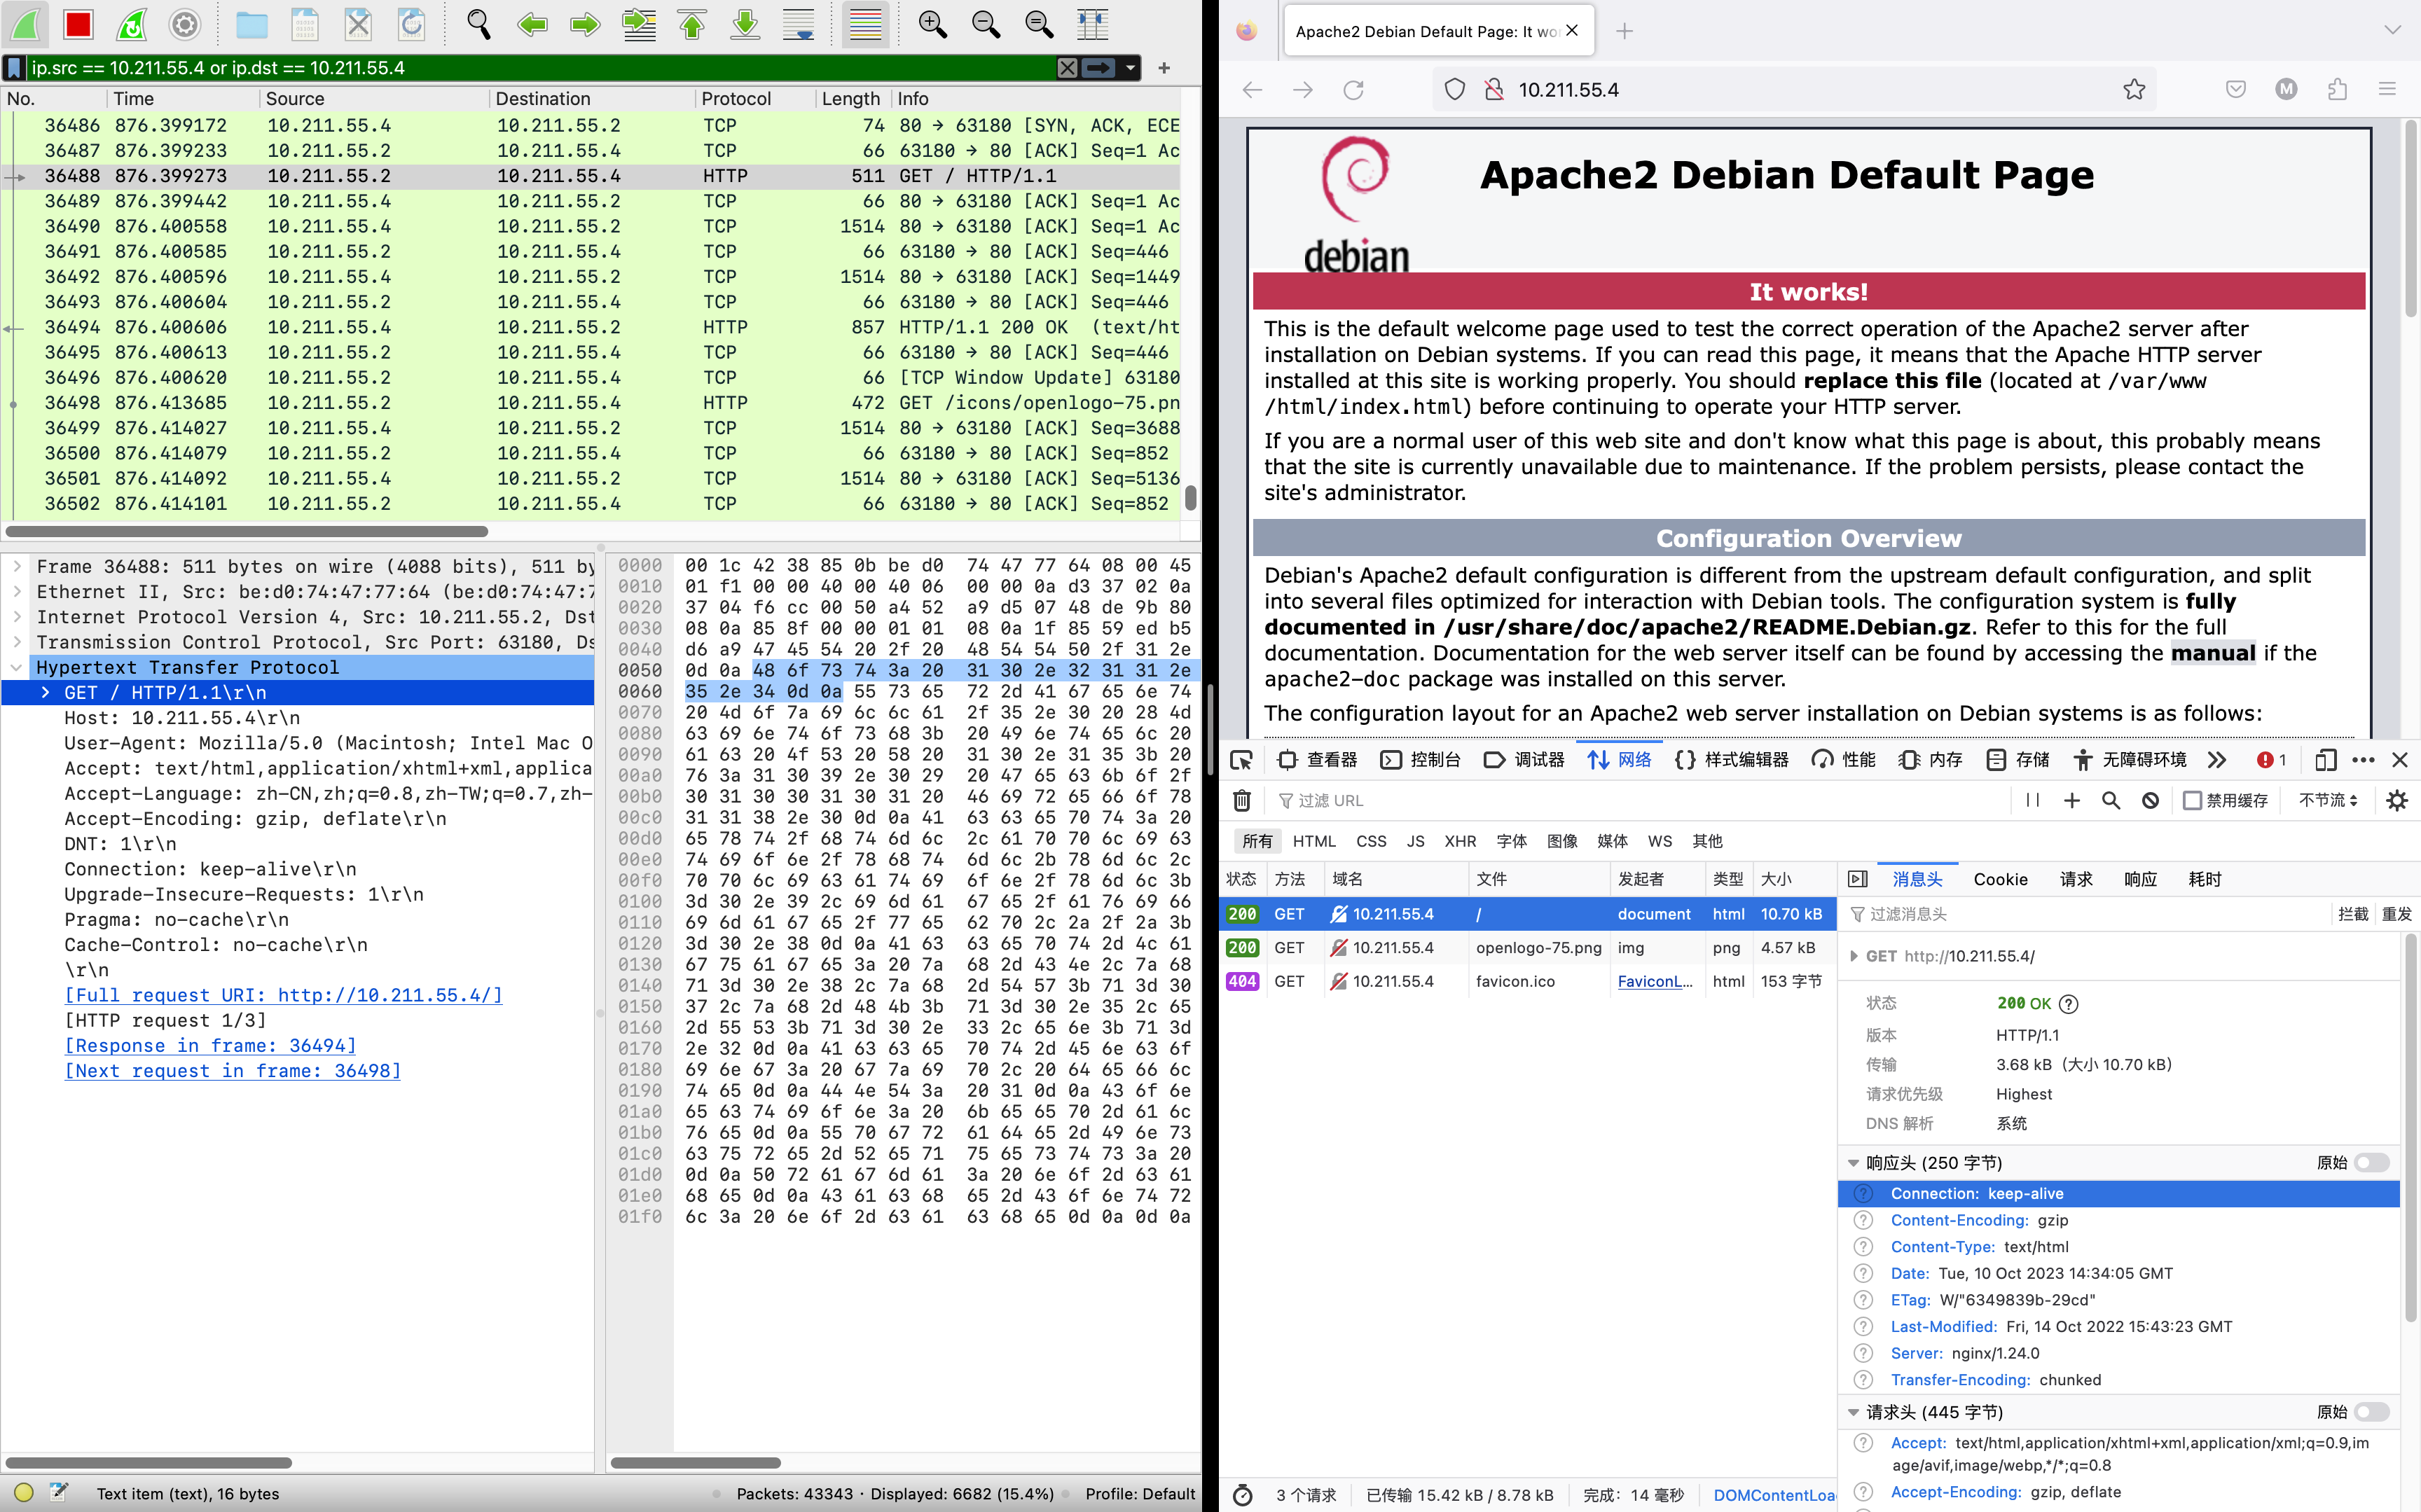 ip.src == 10.211.55.4 or ip.dst == 10.211.55.4
No. Time Source Destination Protocol Length Info
36486 876.399172 10.211.55.4 10.211.55.2 TCP 74 80 → 63180 [SYN, ACK, ECE
36487 876.399233 10.211.55.2 10.211.55.4 TCP 66 63180 → 80 [ACK] Seq=1 Ac
36488 876.399273 10.211.55.2 10.211.55.4 HTTP 511 GET / HTTP/1.1
36489 876.399442 10.211.55.4 10.211.55.2 TCP 66 80 → 63180 [ACK] Seq=1 Ac
36490 876.400558 10.211.55.4 10.211.55.2 TCP 1514 80 → 63180 [ACK] Seq=1 Ac
36491 876.400585 10.211.55.2 10.211.55.4 TCP 66 63180 → 80 [ACK] Seq=446
36492 876.400596 10.211.55.4 10.211.55.2 TCP 1514 80 → 63180 [ACK] Seq=1449
36493 876.400604 10.211.55.2 10.211.55.4 TCP 66 63180 → 80 [ACK] Seq=446
36494 876.400606 10.211.55.4 10.211.55.2 HTTP 857 HTTP/1.1 200 OK (text/ht
36495 876.400613 10.211.55.2 10.211.55.4 TCP 66 63180 → 80 [ACK] Seq=446
36496 876.400620 10.211.55.2 10.211.55.4 TCP 66 [TCP Window Update] 63180
36498 876.413685 10.211.55.2 10.211.55.4 HTTP 472 GET /icons/openlogo-75.pn
36499 876.414027 10.211.55.4 10.211.55.2 TCP 1514 80 → 63180 [ACK] Seq=3688
36500 876.414079 10.211.55.2 10.211.55.4 TCP 66 63180 → 80 [ACK] Seq=852
36501 876.414092 10.211.55.4 10.211.55.2 TCP 1514 80 → 63180 [ACK] Seq=5136
36502 876.414101 10.211.55.2 10.211.55.4 TCP 66 63180 → 80 [ACK] Seq=852
Frame 36488: 511 bytes on wire (4088 bits), 511 by
Ethernet II, Src: be:d0:74:47:77:64 (be:d0:74:47:7
Internet Protocol Version 4, Src: 10.211.55.2, Dst
Transmission Control Protocol, Src Port: 63180, Ds
Hypertext Transfer Protocol
GET / HTTP/1.1\r\n
Host: 10.211.55.4\r\n
User-Agent: Mozilla/5.0 (Macintosh; Intel Mac O
Accept: text/html,application/xhtml+xml,applica
Accept-Language: zh-CN,zh;q=0.8,zh-TW;q=0.7,zh-
Accept-Encoding: gzip, deflate\r\n
DNT: 1\r\n
Connection: keep-alive\r\n
Upgrade-Insecure-Requests: 1\r\n
Pragma: no-cache\r\n
Cache-Control: no-cache\r\n
\r\n
[Full request URI: http://10.211.55.4/]
[HTTP request 1/3]
[Response in frame: 36494]
[Next request in frame: 36498]
0000 00 1c 42 38 85 0b be d0 74 47 77 64 08 00 45
0010 01 f1 00 00 40 00 40 06 00 00 0a d3 37 02 0a
0020 37 04 f6 cc 00 50 a4 52 a9 d5 07 48 de 9b 80
0030 08 0a 85 8f 00 00 01 01 08 0a 1f 85 59 ed b5
0040 d6 a9 47 45 54 20 2f 20 48 54 54 50 2f 31 2e
0050 0d 0a 48 6f 73 74 3a 20 31 30 2e 32 31 31 2e
0060 35 2e 34 0d 0a 55 73 65 72 2d 41 67 65 6e 74
0070 20 4d 6f 7a 69 6c 6c 61 2f 35 2e 30 20 28 4d
0080 63 69 6e 74 6f 73 68 3b 20 49 6e 74 65 6c 20
0090 61 63 20 4f 53 20 58 20 31 30 2e 31 35 3b 20
00a0 76 3a 31 30 39 2e 30 29 20 47 65 63 6b 6f 2f
00b0 30 31 30 30 31 30 31 20 46 69 72 65 66 6f 78
00c0 31 31 38 2e 30 0d 0a 41 63 63 65 70 74 3a 20
00d0 65 78 74 2f 68 74 6d 6c 2c 61 70 70 6c 69 63
00e0 74 69 6f 6e 2f 78 68 74 6d 6c 2b 78 6d 6c 2c
00f0 70 70 6c 69 63 61 74 69 6f 6e 2f 78 6d 6c 3b
0100 3d 30 2e 39 2c 69 6d 61 67 65 2f 61 76 69 66
0110 69 6d 61 67 65 2f 77 65 62 70 2c 2a 2f 2a 3b
0120 3d 30 2e 38 0d 0a 41 63 63 65 70 74 2d 4c 61
0130 67 75 61 67 65 3a 20 7a 68 2d 43 4e 2c 7a 68
0140 71 3d 30 2e 38 2c 7a 68 2d 54 57 3b 71 3d 30
0150 37 2c 7a 68 2d 48 4b 3b 71 3d 30 2e 35 2c 65
0160 2d 55 53 3b 71 3d 30 2e 33 2c 65 6e 3b 71 3d
0170 2e 32 0d 0a 41 63 63 65 70 74 2d 45 6e 63 6f
0180 69 6e 67 3a 20 67 7a 69 70 2c 20 64 65 66 6c
0190 74 65 0d 0a 44 4e 54 3a 20 31 0d 0a 43 6f 6e
01a0 65 63 74 69 6f 6e 3a 20 6b 65 65 70 2d 61 6c
01b0 76 65 0d 0a 55 70 67 72 61 64 65 2d 49 6e 73
01c0 63 75 72 65 2d 52 65 71 75 65 73 74 73 3a 20
01d0 0d 0a 50 72 61 67 6d 61 3a 20 6e 6f 2d 63 61
01e0 68 65 0d 0a 43 61 63 68 65 2d 43 6f 6e 74 72
01f0 6c 3a 20 6e 6f 2d 63 61 63 68 65 0d 0a 0d 0a
Text item (text), 16 bytes
Packets: 43343 · Displayed: 6682 (15.4%)
Profile: Default
Apache2 Debian Default Page: It wo
10.211.55.4
M
debian
Apache2 Debian Default Page
It works!
This is the default welcome page used to test the correct operation of the Apache2 server after
installation on Debian systems. If you can read this page, it means that the Apache HTTP server
installed at this site is working properly. You should replace this file (located at /var/www
/html/index.html) before continuing to operate your HTTP server.
If you are a normal user of this web site and don't know what this page is about, this probably means
that the site is currently unavailable due to maintenance. If the problem persists, please contact the
site's administrator.
Configuration Overview
Debian's Apache2 default configuration is different from the upstream default configuration, and split
into several files optimized for interaction with Debian tools. The configuration system is fully
documented in /usr/share/doc/apache2/README.Debian.gz. Refer to this for the full
documentation. Documentation for the web server itself can be found by accessing the manual if the
apache2-doc package was installed on this server.
The configuration layout for an Apache2 web server installation on Debian systems is as follows:
查看器 控制台 调试器 网络 样式编辑器 性能 内存 存储 无障碍环境 1
过滤 URL 禁用缓存 不节流
所有 HTML CSS JS XHR 字体 图像 媒体 WS 其他
状态 方法 域名 文件 发起者 类型 大小
200 GET 10.211.55.4 / document html 10.70 kB
200 GET 10.211.55.4 openlogo-75.png img png 4.57 kB
404 GET 10.211.55.4 favicon.ico FaviconL... html 153 字节
消息头 Cookie 请求 响应 耗时
过滤消息头 拦截 重发
GET http://10.211.55.4/
状态 200 OK
版本 HTTP/1.1
传输 3.68 kB（大小 10.70 kB）
请求优先级 Highest
DNS 解析 系统
响应头 (250 字节) 原始
Connection: keep-alive
Content-Encoding: gzip
Content-Type: text/html
Date: Tue, 10 Oct 2023 14:34:05 GMT
ETag: W/"6349839b-29cd"
Last-Modified: Fri, 14 Oct 2022 15:43:23 GMT
Server: nginx/1.24.0
Transfer-Encoding: chunked
请求头 (445 字节) 原始
Accept: text/html,application/xhtml+xml,application/xml;q=0.9,im
age/avif,image/webp,*/*;q=0.8
Accept-Encoding: gzip, deflate
3 个请求 已传输 15.42 kB / 8.78 kB 完成：14 毫秒 DOMContentLoa